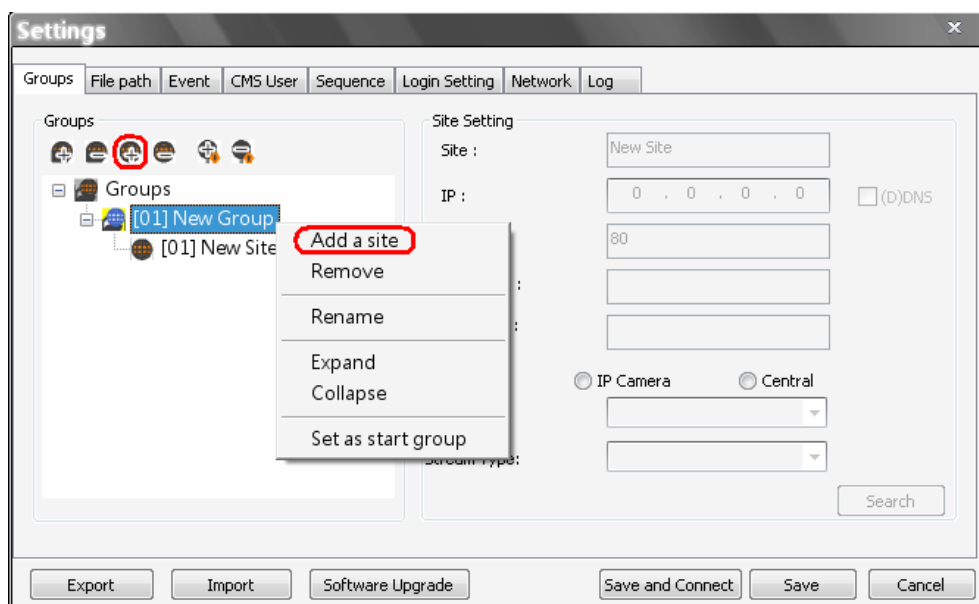 Settings
x
Groups File path Event CMS User Sequence Login Setting Network Log
Groups
Groups
[01] New Group
[01] New Site
Add a site
Remove
Rename
Expand
Collapse
Set as start group
Site Setting
Site : New Site
IP : 0 . 0 . 0 . 0 (D)DNS
80
:
:
IP Camera Central
Stream Type:
Search
Export Import Software Upgrade Save and Connect Save Cancel